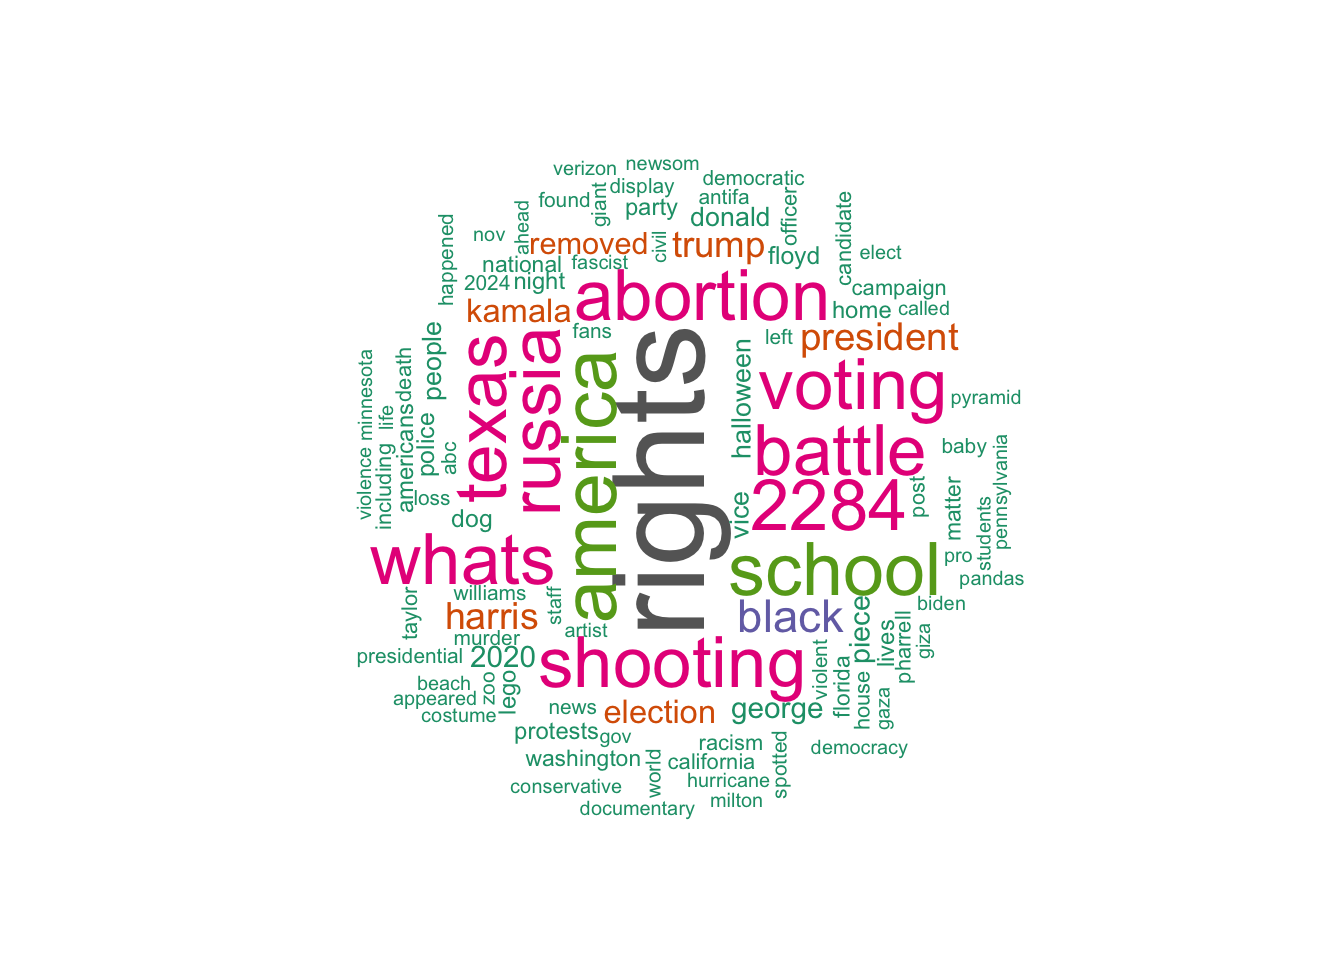 verizon
newsom
democratic
found
giant
display
antifa
party
donald
officer
candidate
happened
nov
ahead
removed
civil
trump
floyd
elect
national
fascist
2024
night
abortion
campaign
kamala
home
called
fans
left
president
texas
russia
america
rights
halloween
voting
pyramid
minnesota
life
death
people
battle
baby
violence
including
americans
police
abc
loss
dog
2284
vice
post
matter
students
pennsylvania
whats
school
pro
pandas
taylor
williams
staff
harris
artist
black
piece
biden
murder
presidential
2020
shooting
violent
florida
lives
pharrell
giza
beach
appeared
costume
zoo
lego
news
election
george
house
gaza
protests
gov
racism
democracy
washington
world
california
spotted
hurricane
conservative
documentary
milton